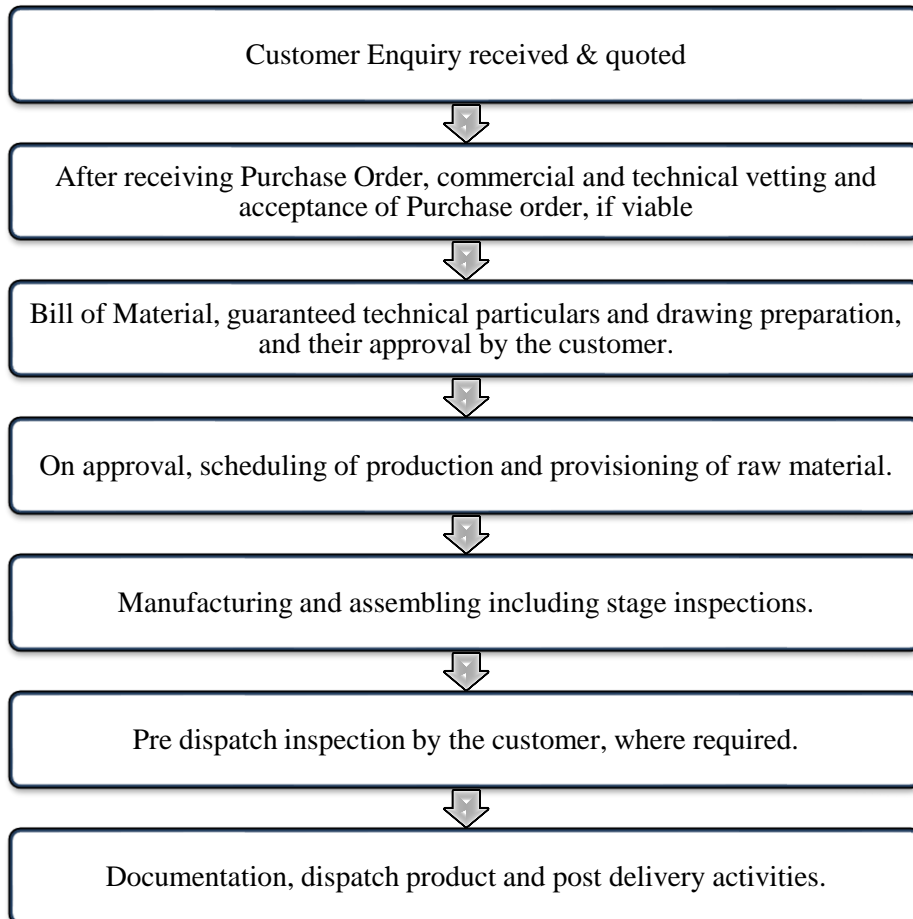 Customer Enquiry received & quoted
After receiving Purchase Order, commercial and technical vetting and
acceptance of Purchase order, if viable
Bill of Material, guaranteed technical particulars and drawing preparation,
and their approval by the customer.
On approval, scheduling of production and provisioning of raw material.
Manufacturing and assembling including stage inspections.
Pre dispatch inspection by the customer, where required.
Documentation, dispatch product and post delivery activities.